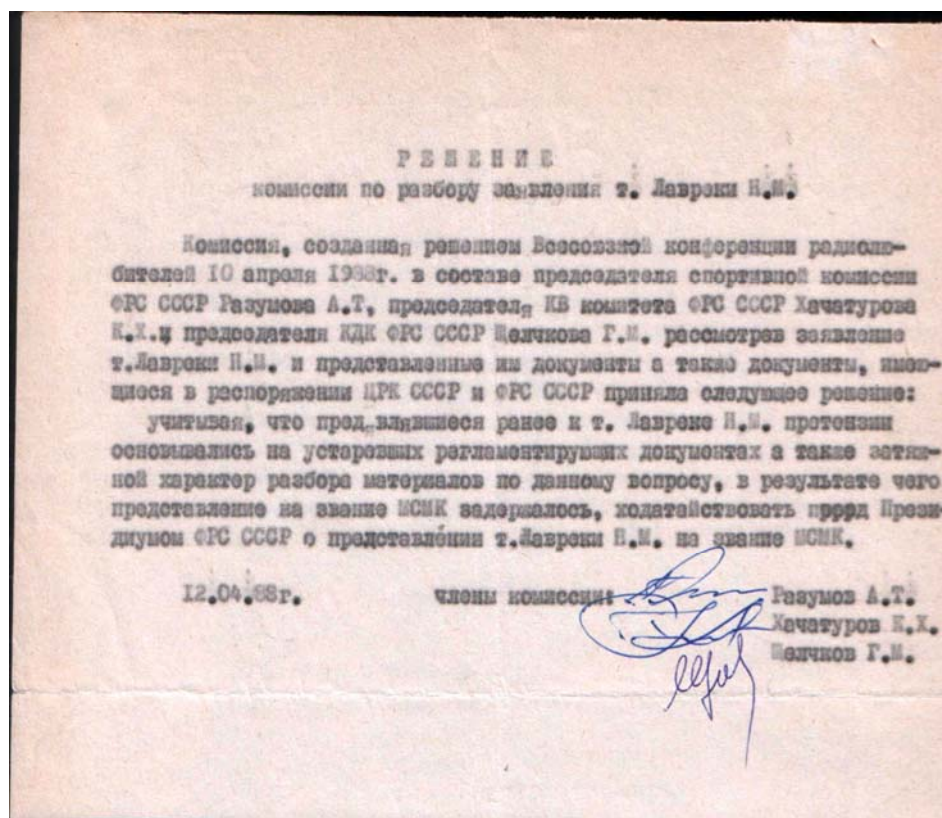 РЕШЕНИЕ
комиссии по разбору заявления т. Лавреки Н.М.
Комиссия, созданная решением Всесоюзной конференции радиолю-
бителей 10 апреля 1988г. в составе председателя спортивной комиссии
ФРС СССР Разумова А.Т, председателя КВ комитета ФРС СССР Хачатурова
К.Х.и председателя КДК ФРС СССР Щелчкова Г.М. рассмотрев заявление
т.Лавреки Н.М. и представленные им документы а также документы, имею-
щиеся в распоряжении ЦРК СССР и ФРС СССР приняла следующее решение:
учитывая, что пред влявшиеся ранее к т. Лавреке Н.М. претензии
основывались на устаревших регламентирующих документах а также затяж-
ной характер разбора материалов по данному вопросу, в результате чего
представление на звание МСМК задержалось, ходатайствовать Прези
диумом ФРС СССР о представлении т.Лавреки Н.М. на звание МСМК.
12.04.88г. члены комиссии: Разумов А.Т.
Хачатуров К.Х.
Щелчков Г.М.